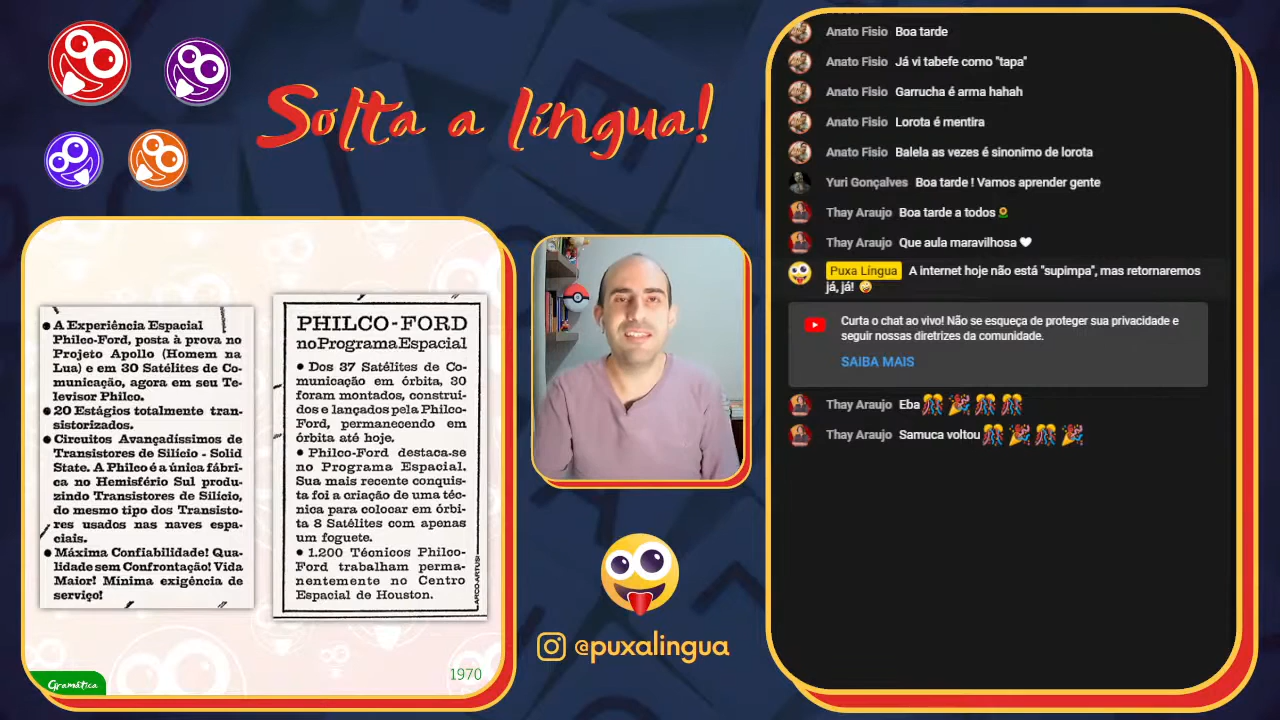 Solta a língua!
● A Experiência Espacial
Philco-Ford, posta à prova no
Projeto Apollo (Homem na
Lua) e em 30 Satélites de Co-
municação, agora em seu Te-
levisor Philco.
● 20 Estágios totalmente tran-
sistorizados.
● Circuitos Avançadíssimos de
Transistores de Silício - Solid
State. A Philco é a única fábri-
ca no Hemisfério Sul produ-
zindo Transistores de Silício,
do mesmo tipo dos Transisto-
res usados nas naves espa-
ciais.
● Máxima Confiabilidade! Qua-
lidade sem Confrontação! Vida
Maior! Mínima exigência de
serviço!
PHILCO-FORD
no Programa Espacial
● Dos 37 Satélites de Co-
municação em órbita, 30
foram montados, construí-
dos e lançados pela Philco-
Ford, permanecendo em
órbita até hoje.
● Philco-Ford destaca-se
no Programa Espacial.
Sua mais recente conquis-
ta foi a criação de uma téc-
nica para colocar em órbi-
ta 8 Satélites com apenas
um foguete.
● 1.200 Técnicos Philco-
Ford trabalham perma-
nentemente no Centro
Espacial de Houston.
ARCO-ARTUSI
1970
Gramática
@puxalingua
Anato Fisio Boa tarde
Anato Fisio Já vi tabefe como "tapa"
Anato Fisio Garrucha é arma hahah
Anato Fisio Lorota é mentira
Anato Fisio Balela as vezes é sinonimo de lorota
Yuri Gonçalves Boa tarde ! Vamos aprender gente
Thay Araujo Boa tarde a todos🌻
Thay Araujo Que aula maravilhosa 🤍
Puxa Língua A internet hoje não está "supimpa", mas retornaremos
já, já! 🤪
Curta o chat ao vivo! Não se esqueça de proteger sua privacidade e
seguir nossas diretrizes da comunidade.
SAIBA MAIS
Thay Araujo Eba🎊🎉🎊🎊
Thay Araujo Samuca voltou🎊🎉🎊🎉